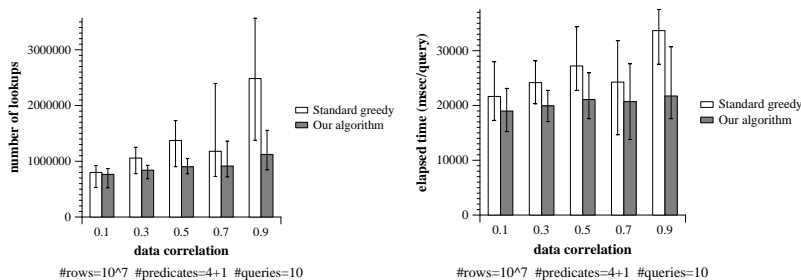 number of lookups
3000000
2000000
1000000
0
0.1 0.3 0.5 0.7 0.9
data correlation
#rows=10^7 #predicates=4+1 #queries=10
Standard greedy
Our algorithm
elapsed time (msec/query)
30000
20000
10000
0
0.1 0.3 0.5 0.7 0.9
data correlation
#rows=10^7 #predicates=4+1 #queries=10
Standard greedy
Our algorithm